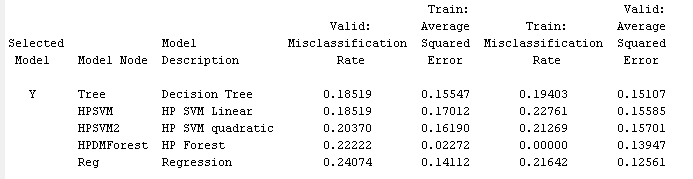 Train: Valid:
Valid: Average Train: Average
Selected Model Misclassification Squared Misclassification Squared
Model Model Node Description Rate Error Rate Error
Y Tree Decision Tree 0.18519 0.15547 0.19403 0.15107
HPSVM HP SVM Linear 0.18519 0.17012 0.22761 0.15585
HPSVM2 HP SVM quadratic 0.20370 0.16190 0.21269 0.15701
HPDMForest HP Forest 0.22222 0.02272 0.00000 0.13947
Reg Regression 0.24074 0.14112 0.21642 0.12561